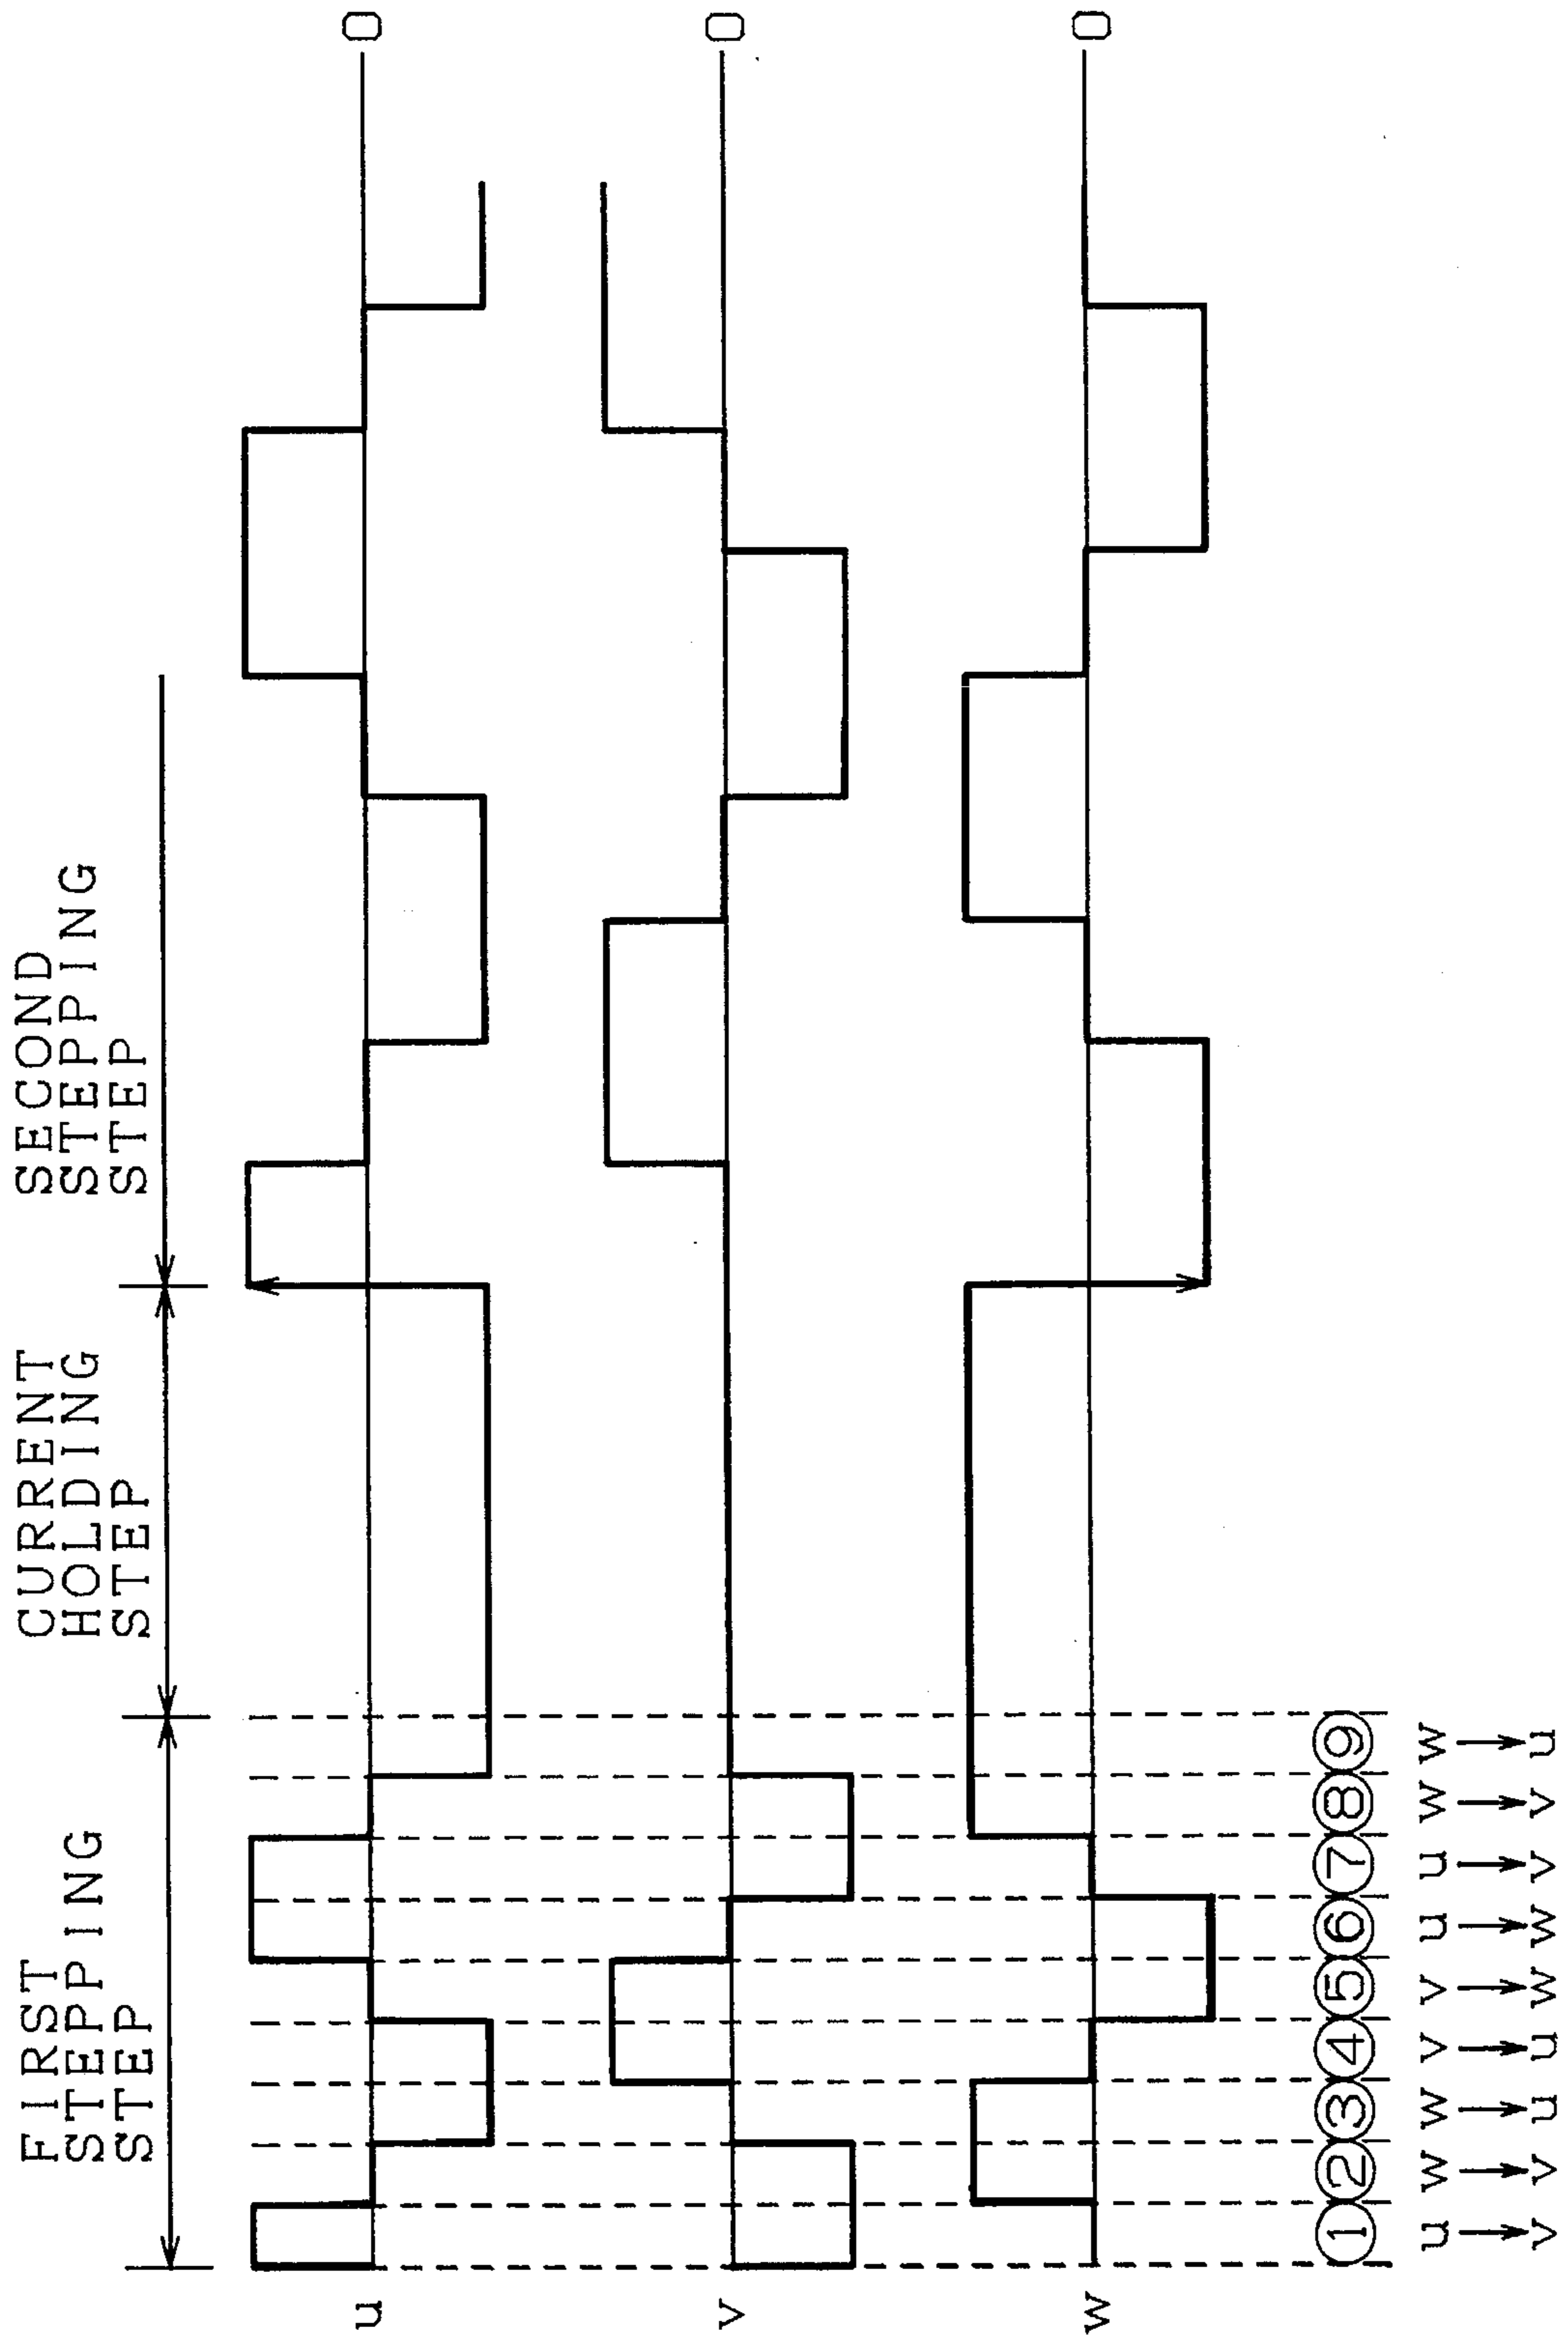 FIRST
STEPPING
STEP
CURRENT
HOLDING
STEP
SECOND
STEPPING
STEP
u 0
v 0
w 0
① ② ③ ④ ⑤ ⑥ ⑦ ⑧ ⑨
u w w v v u u w w
→ → → → → → → → →
v v u u w w v v u